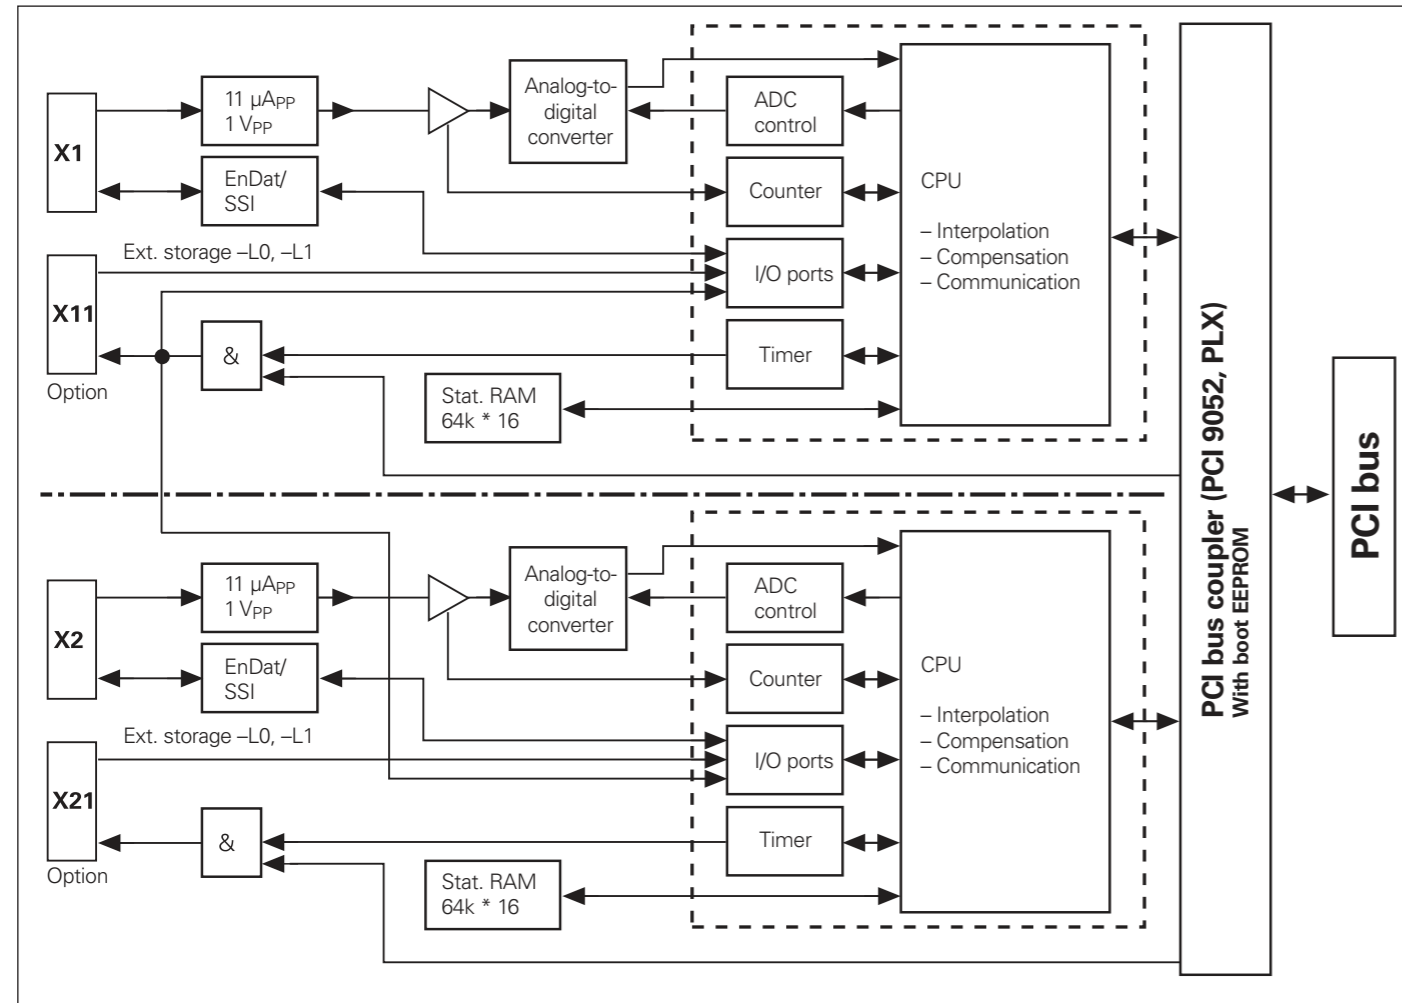 X1
11 µAPP
1 VPP
EnDat/
SSI
Analog-to-
digital
converter
ADC
control
Counter
I/O ports
Timer
CPU
– Interpolation
– Compensation
– Communication
Ext. storage –L0, –L1
X11
Option
&
Stat. RAM
64k * 16
X2
11 µAPP
1 VPP
EnDat/
SSI
Analog-to-
digital
converter
ADC
control
Counter
I/O ports
Timer
CPU
– Interpolation
– Compensation
– Communication
Ext. storage –L0, –L1
X21
Option
&
Stat. RAM
64k * 16
PCI bus coupler (PCI 9052, PLX)
With boot EEPROM
PCI bus